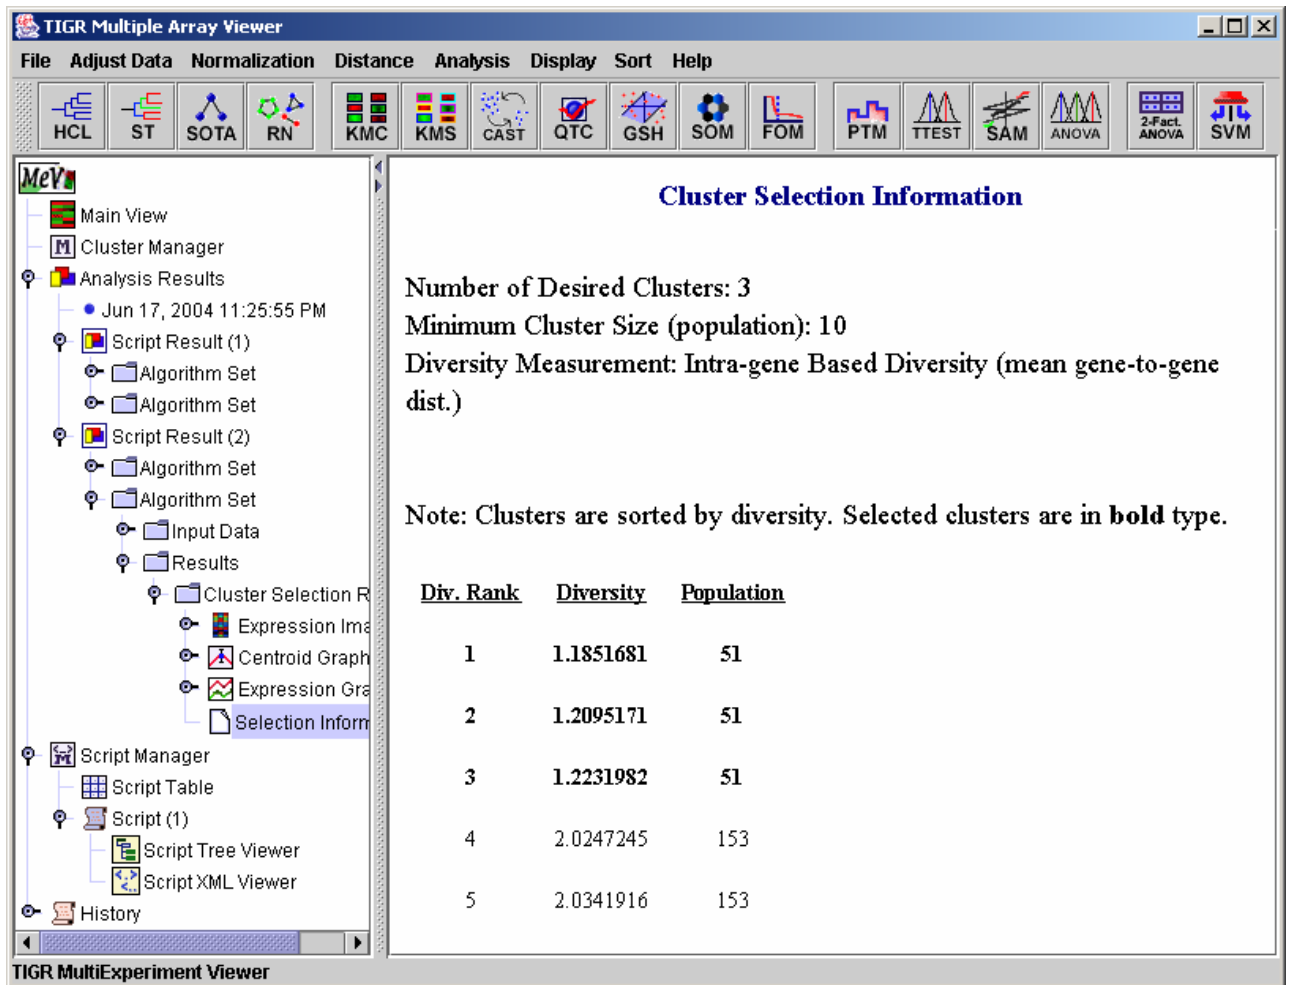 TIGR Multiple Array Viewer
File Adjust Data Normalization Distance Analysis Display Sort Help
HCL ST SOTA RN KMC KMS CAST QTC GSH SOM FOM PTM TTEST SAM ANOVA 2-Fact. ANOVA SVM
MeV
Main View
M Cluster Manager
Analysis Results
Jun 17, 2004 11:25:55 PM
Script Result (1)
Algorithm Set
Algorithm Set
Script Result (2)
Algorithm Set
Algorithm Set
Input Data
Results
Cluster Selection R
Expression Ima
Centroid Graph
Expression Gra
Selection Inform
Script Manager
Script Table
Script (1)
Script Tree Viewer
Script XML Viewer
History
Cluster Selection Information
Number of Desired Clusters: 3
Minimum Cluster Size (population): 10
Diversity Measurement: Intra-gene Based Diversity (mean gene-to-gene
dist.)
Note: Clusters are sorted by diversity. Selected clusters are in bold type.
Div. Rank Diversity Population
1 1.1851681 51
2 1.2095171 51
3 1.2231982 51
4 2.0247245 153
5 2.0341916 153
TIGR MultiExperiment Viewer